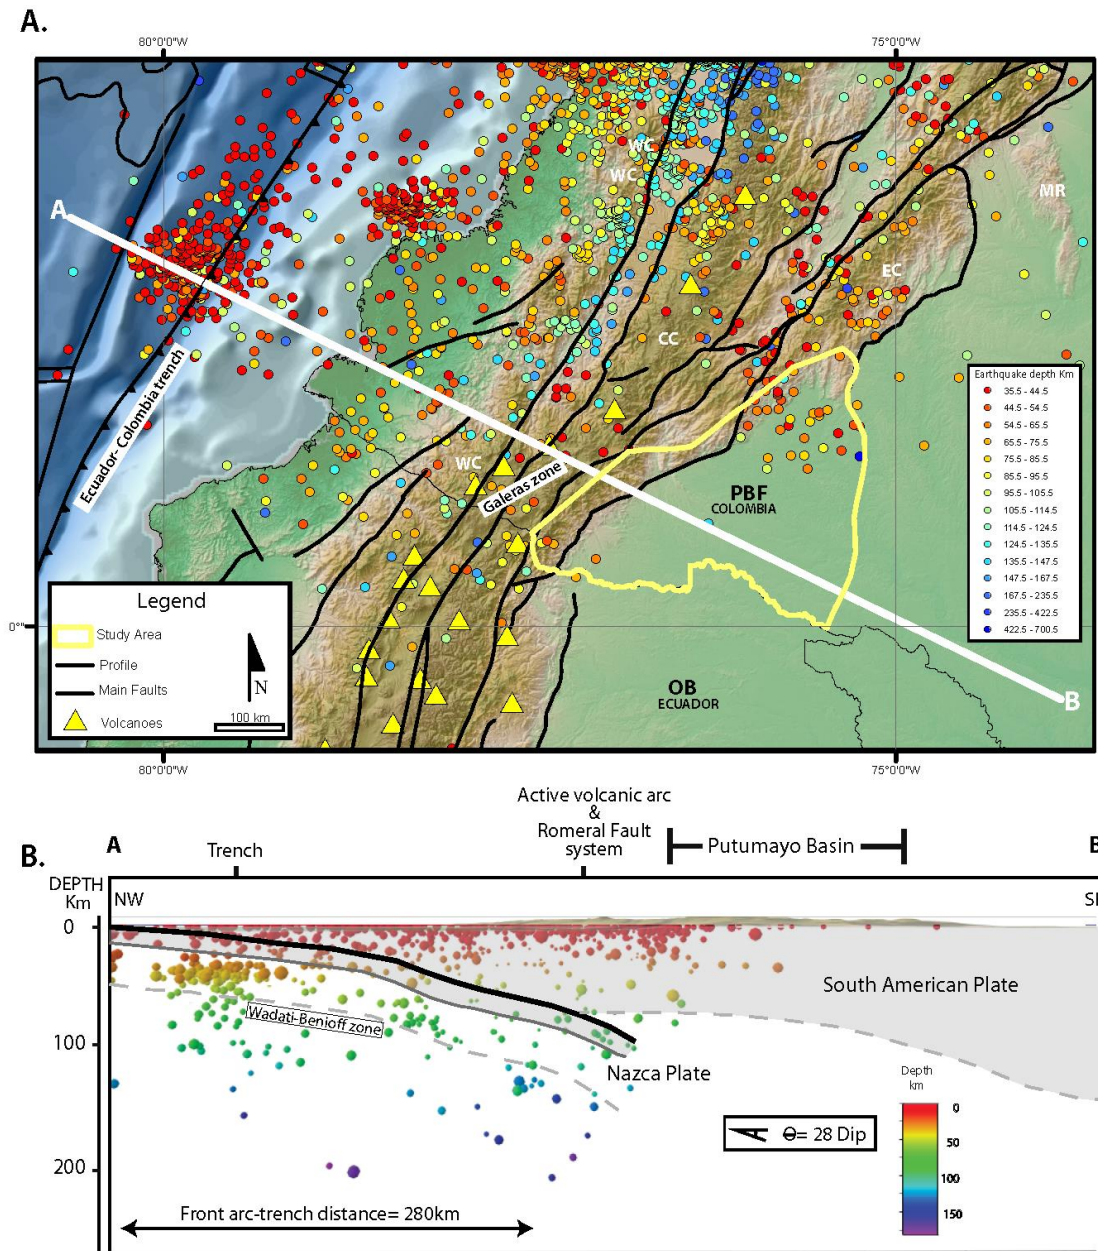 A.
80°0'0"W
75°0'0"W
WC
WC
MR
A
EC
CC
Ecuador- Colombia trench
Earthquake depth Km
35.5 - 44.5
44.5 - 54.5
54.5 - 65.5
65.5 - 75.5
75.5 - 85.5
85.5 - 95.5
95.5 - 105.5
105.5 - 114.5
114.5 - 124.5
124.5 - 135.5
135.5 - 147.5
147.5 - 167.5
167.5 - 235.5
235.5 - 422.5
422.5 - 700.5
WC
Galeras zone
PBF
COLOMBIA
Legend
Study Area
Profile
Main Faults
Volcanoes
N
100 km
0°
OB
ECUADOR
B
80°0'0"W
75°0'0"W
Active volcanic arc
&
Romeral Fault
system
B.
A
Trench
Putumayo Basin
B
DEPTH
Km
NW
0
South American Plate
Wadati-Benioff zone
100
Nazca Plate
Depth
km
0
50
100
150
Θ= 28 Dip
200
Front arc-trench distance= 280km